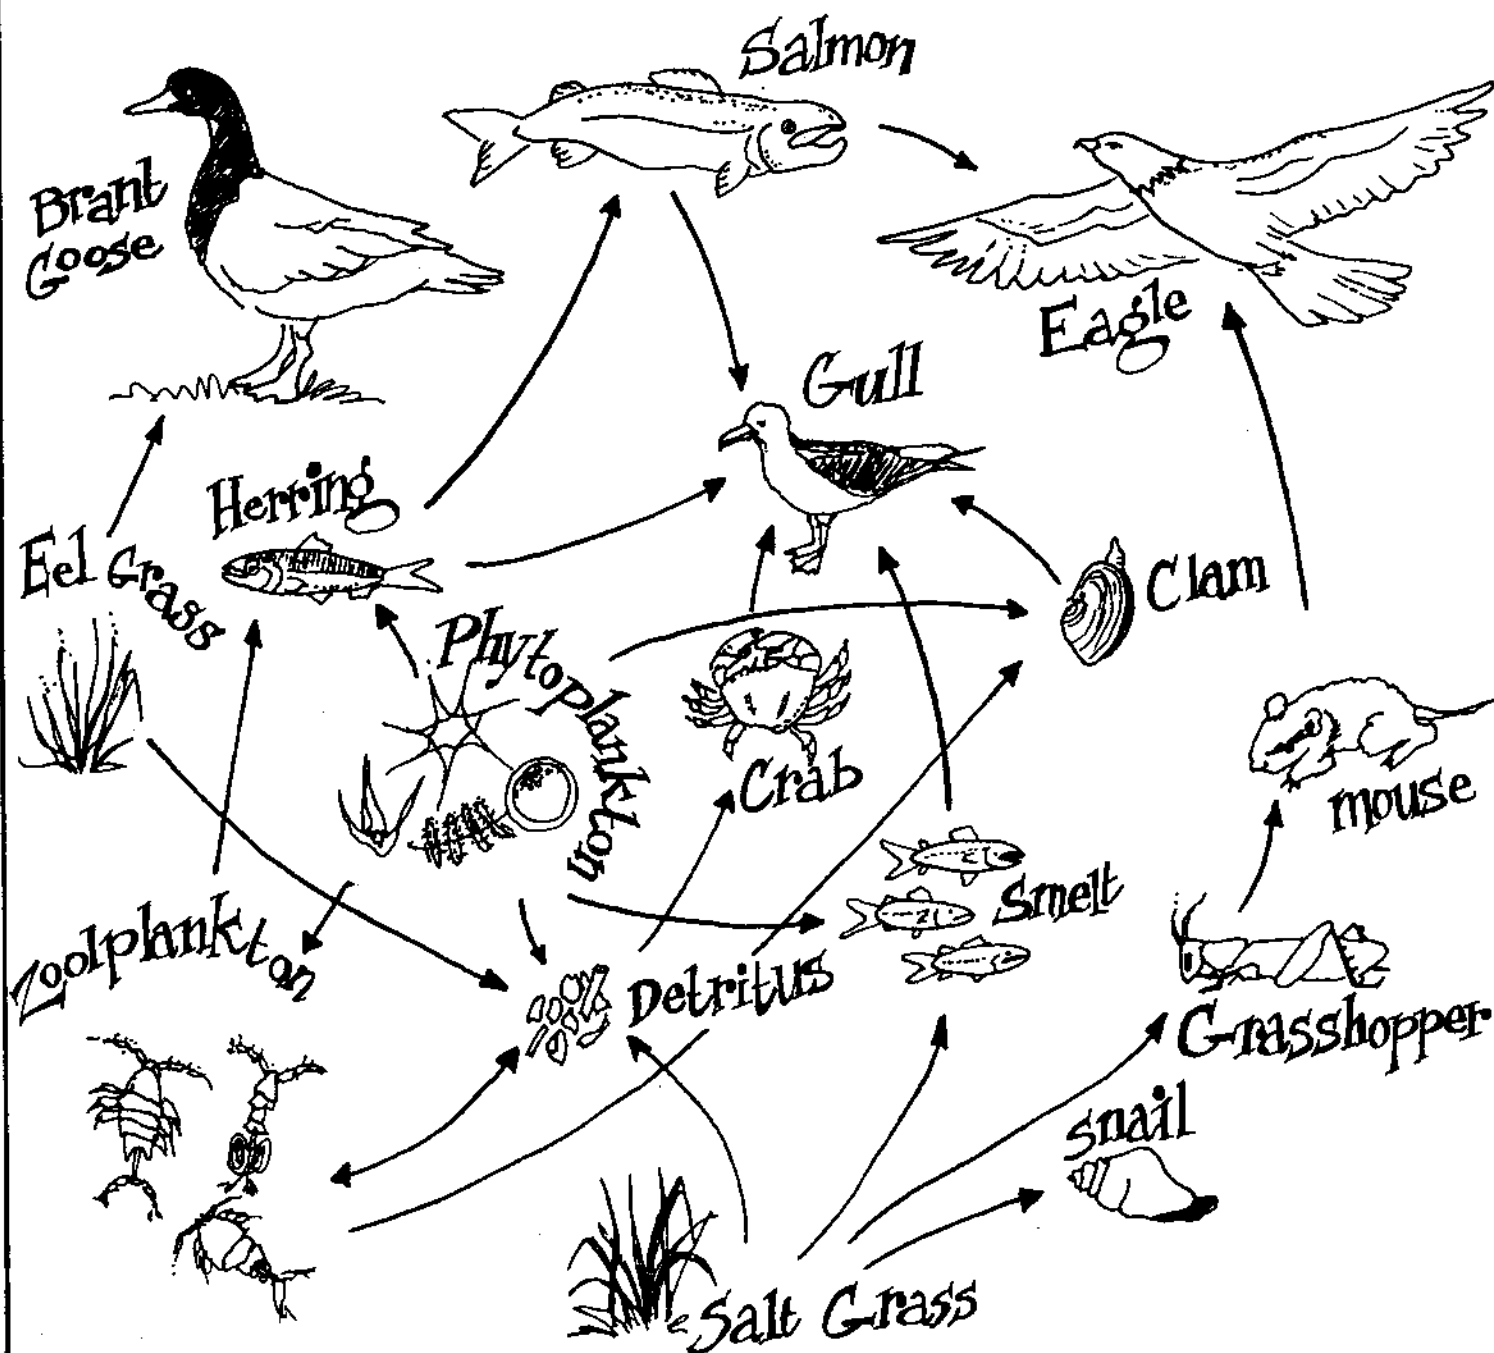 Salmon
Brant
Goose
Eagle
Gull
Herring
Eel Grass
Clam
Phytoplankton
Crab
mouse
Smelt
Zoolplankton
Detritus
Grasshopper
snail
Salt Grass